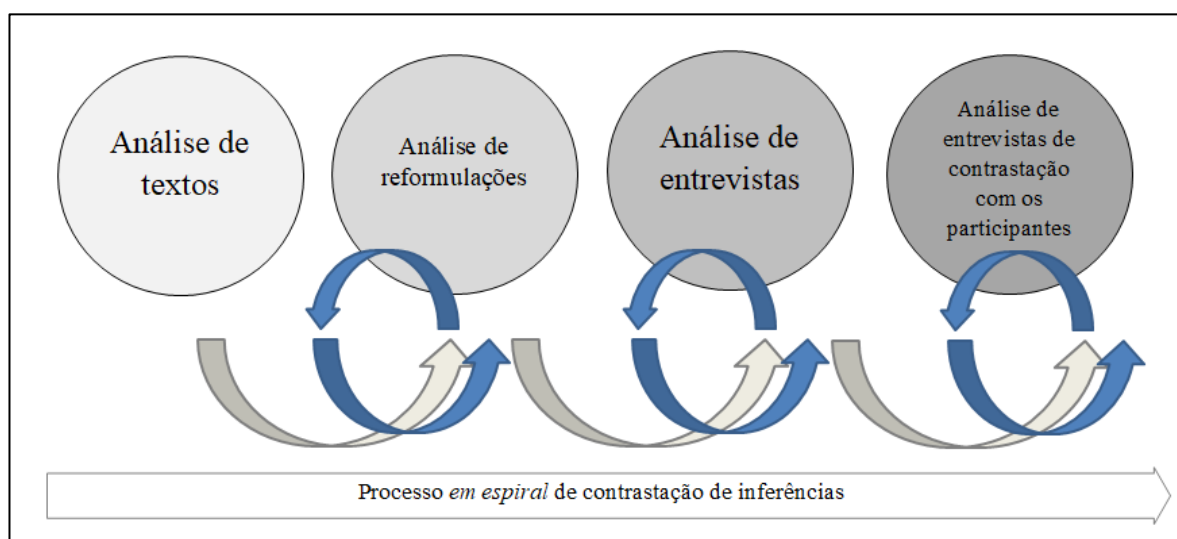 Análise de
textos
Análise de
reformulações
Análise de
entrevistas
Análise de
entrevistas de
contrastação
com os
participantes
Processo em espiral de contrastação de inferências